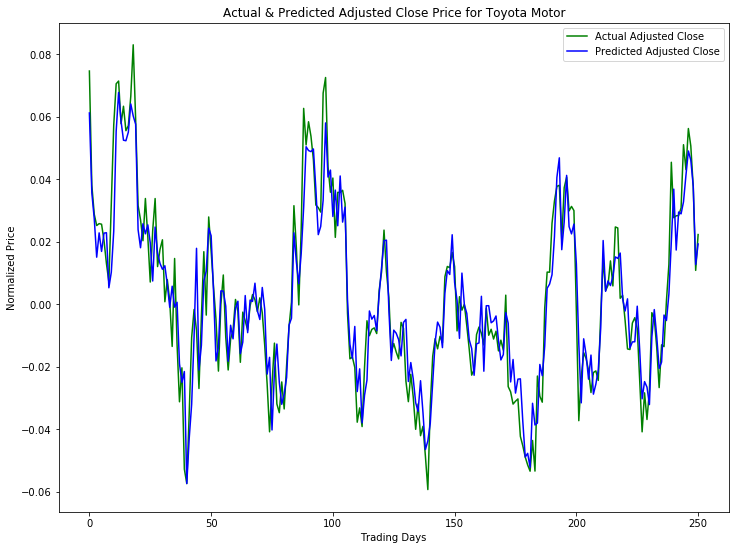 Actual & Predicted Adjusted Close Price for Toyota Motor
Actual Adjusted Close
Predicted Adjusted Close
Normalized Price
0.08
0.06
0.04
0.02
0.00
−0.02
−0.04
−0.06
0 50 100 150 200 250
Trading Days